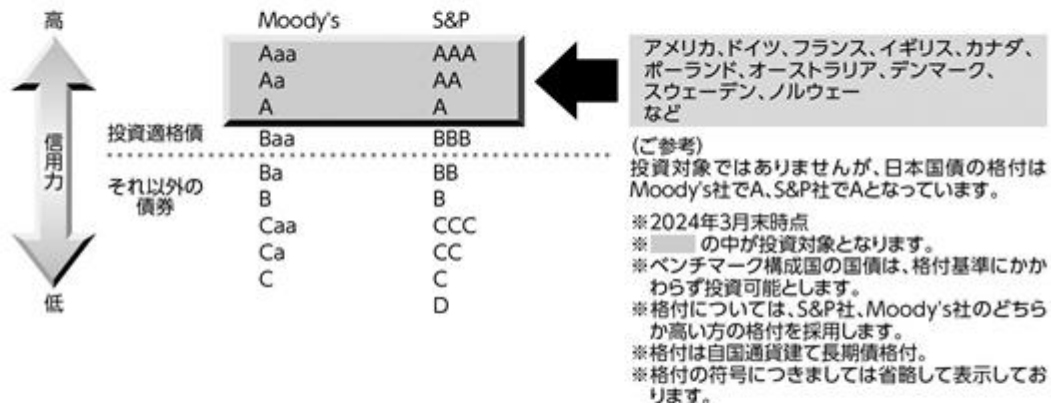 高
Moody's S&P
Aaa AAA
Aa AA
A A
投資適格債 Baa BBB
それ以外の
債券
Ba BB
B B
Caa CCC
Ca CC
C C
D
信用力
低
アメリカ、ドイツ、フランス、イギリス、カナダ、
ポーランド、オーストラリア、デンマーク、
スウェーデン、ノルウェー
など
(ご参考)
投資対象ではありませんが、日本国債の格付は
Moody's社でA、S&P社でAとなっています。
※2024年3月末時点
※ の中が投資対象となります。
※ベンチマーク構成国の国債は、格付基準にかか
わらず投資可能とします。
※格付については、S&P社、Moody's社のどちら
か高い方の格付を採用します。
※格付は自国通貨建て長期債格付。
※格付の符号につきましては省略して表示してお
ります。